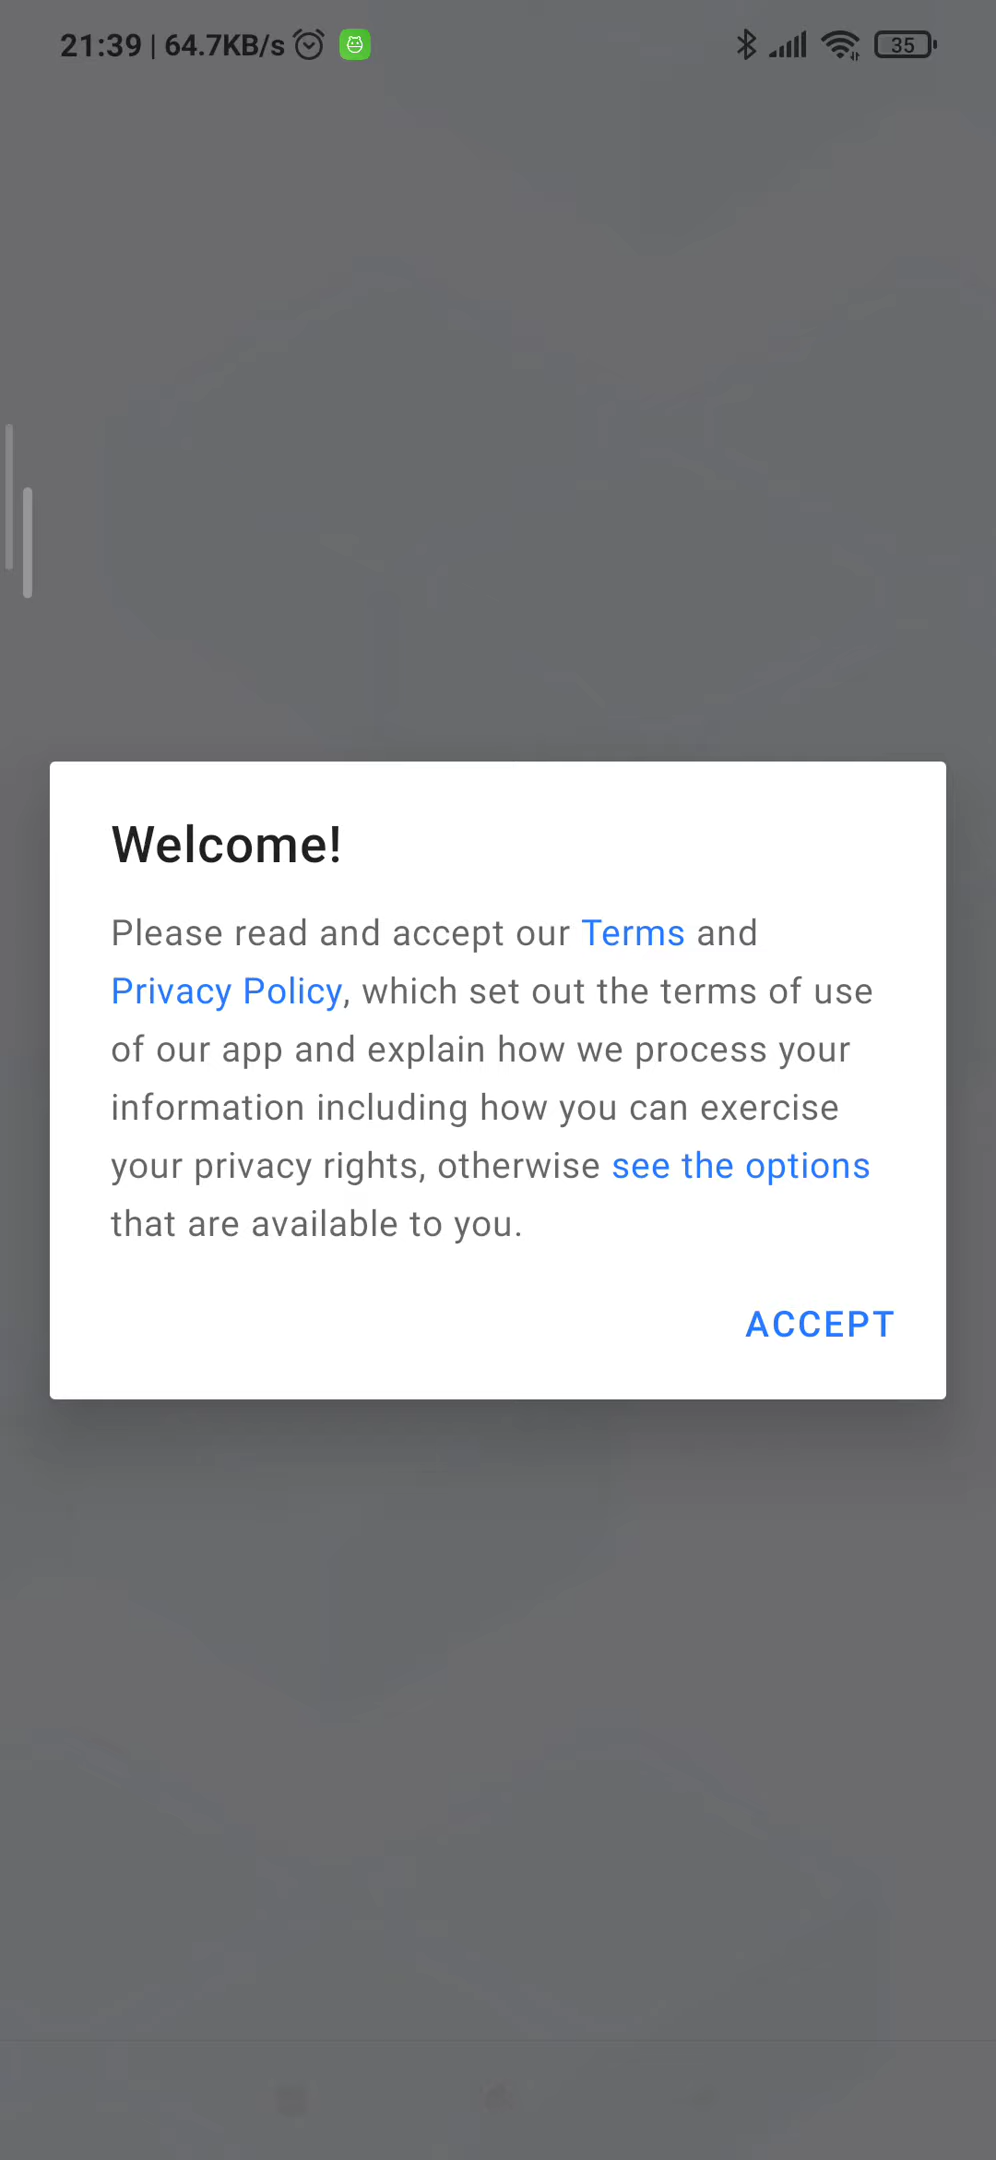 21:39 | 64.7KB/s 35
Welcome!
Please read and accept our Terms and
Privacy Policy, which set out the terms of use
of our app and explain how we process your
information including how you can exercise
your privacy rights, otherwise see the options
that are available to you.
ACCEPT